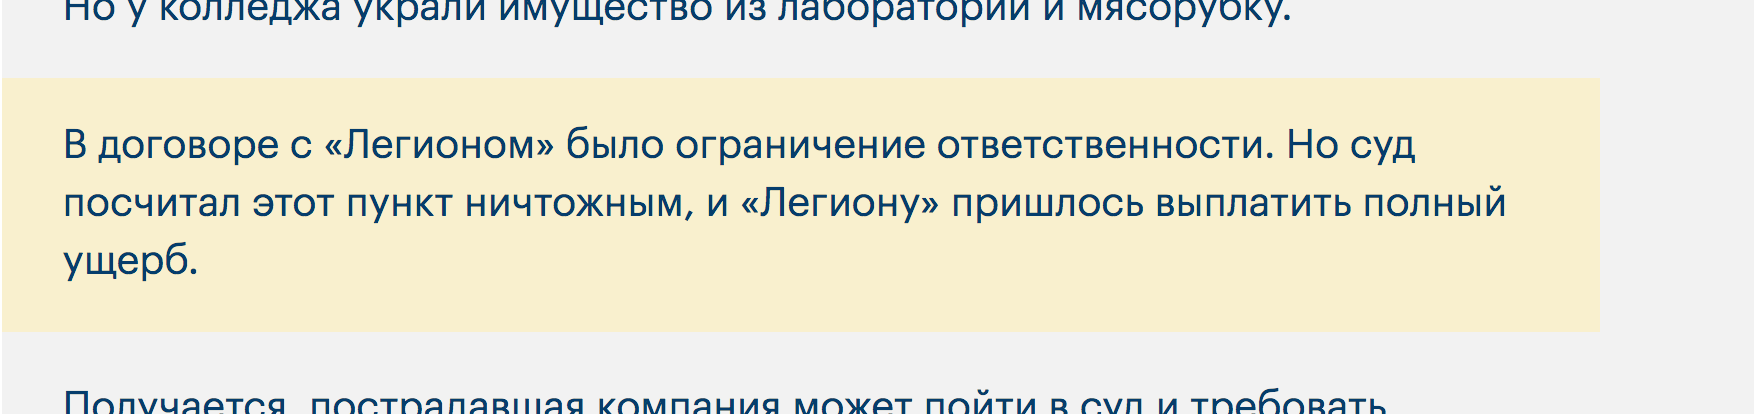 Но у колледжа украли имущество из лаборатории и мясорубку.
В договоре с «Легионом» было ограничение ответственности. Но суд
посчитал этот пункт ничтожным, и «Легиону» пришлось выплатить полный
ущерб.
Получается, пострадавшая компания может пойти в суд и требовать